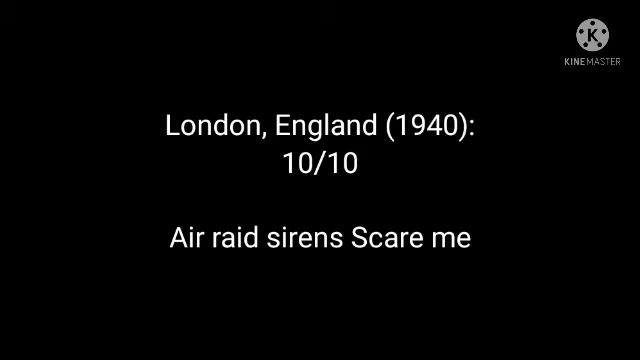 KINEMASTER
London, England (1940):
10/10
Air raid sirens Scare me